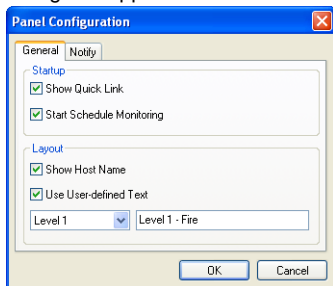 Panel Configuration
General Notify
Startup
Show Quick Link
Start Schedule Monitoring
Layout
Show Host Name
Use User-defined Text
Level 1 Level 1 - Fire
OK Cancel